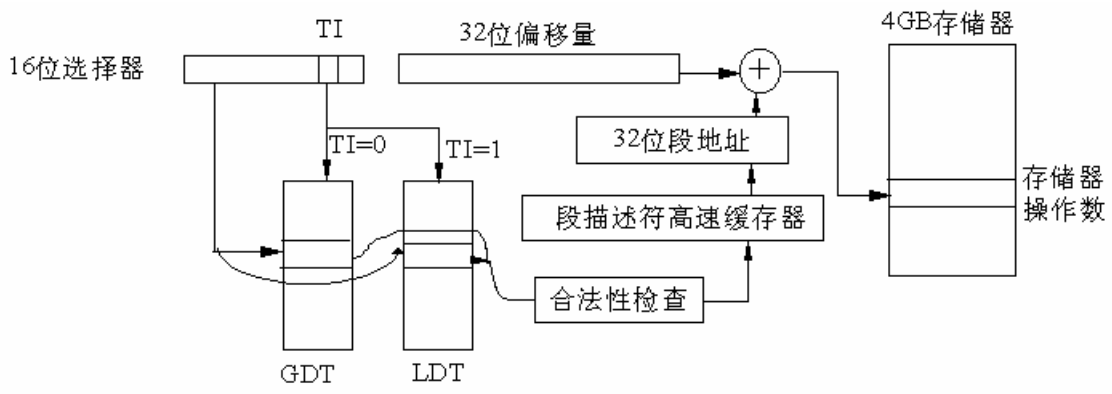 TI
32位偏移量
4GB存储器
16位选择器
TI=0
TI=1
32位段地址
段描述符高速缓存器
存储器
操作数
合法性检查
GDT
LDT